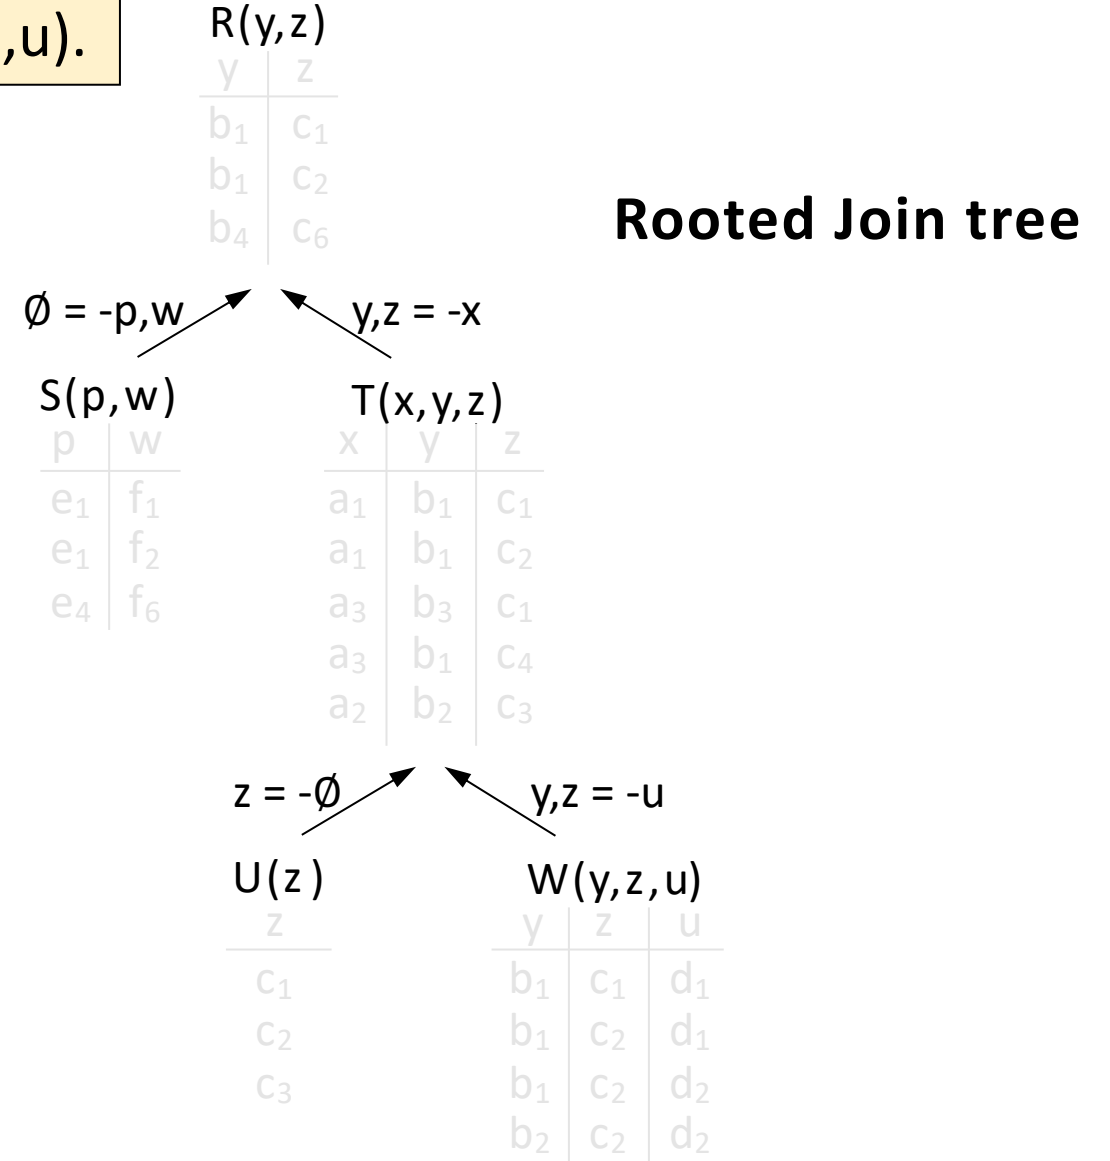 ,u).
R(y,z)
y z
b₁ c₁
b₁ c₂
b₄ c₆
Rooted Join tree
Ø = -p,w
y,z = -x
S(p,w)
p w
e₁ f₁
e₁ f₂
e₄ f₆
T(x,y,z)
x y z
a₁ b₁ c₁
a₁ b₁ c₂
a₃ b₃ c₁
a₃ b₁ c₄
a₂ b₂ c₃
z = -Ø
y,z = -u
U(z )
z
c₁
c₂
c₃
W(y,z,u)
y z u
b₁ c₁ d₁
b₁ c₂ d₁
b₁ c₂ d₂
b₂ c₂ d₂